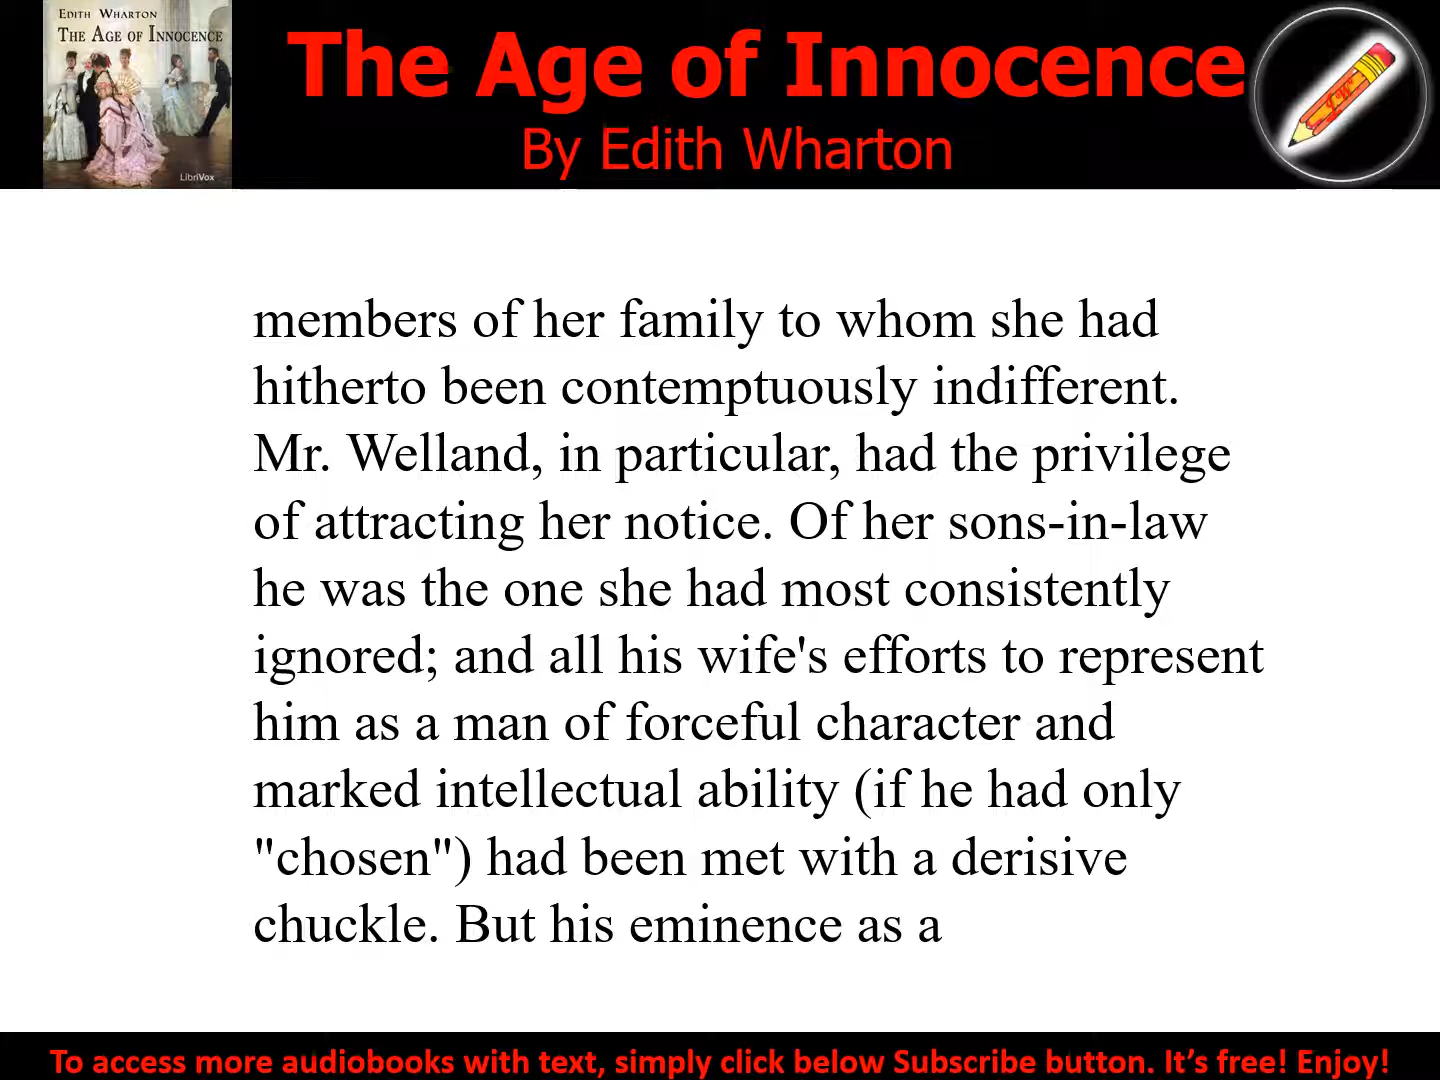 EDITH WHARTON
THE AGE OF INNOCENCE
LibriVox
The Age of Innocence
By Edith Wharton
members of her family to whom she had
hitherto been contemptuously indifferent.
Mr. Welland, in particular, had the privilege
of attracting her notice. Of her sons-in-law
he was the one she had most consistently
ignored; and all his wife's efforts to represent
him as a man of forceful character and
marked intellectual ability (if he had only
"chosen") had been met with a derisive
chuckle. But his eminence as a
To access more audiobooks with text, simply click below Subscribe button. It’s free! Enjoy!